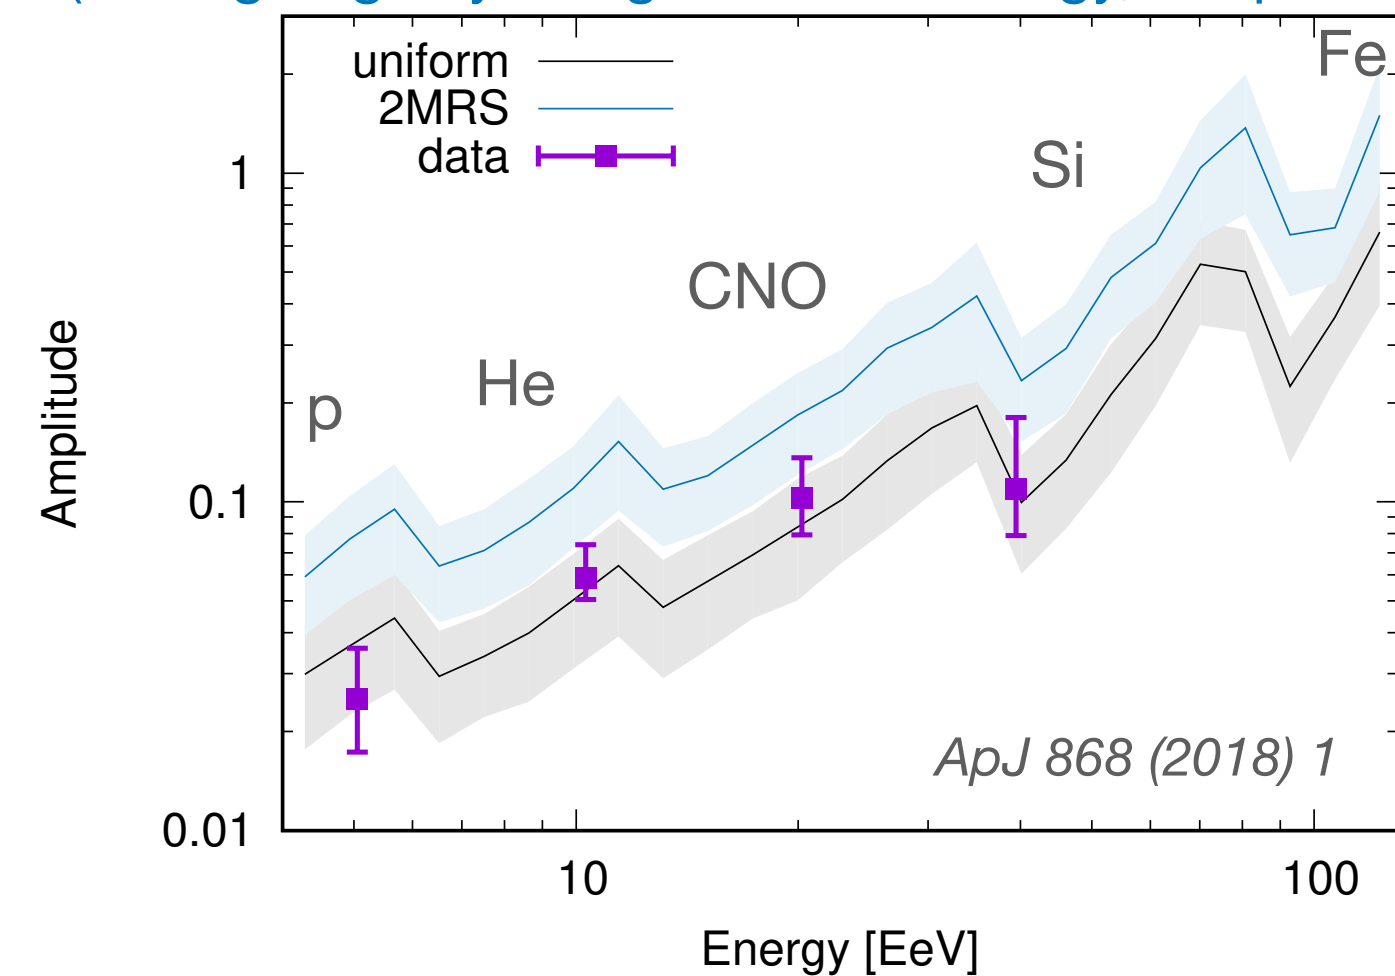 Fe
uniform
2MRS
data
1
Si
CNO
He
p
Amplitude
0.1
ApJ 868 (2018) 1
0.01
10
100
Energy [EeV]